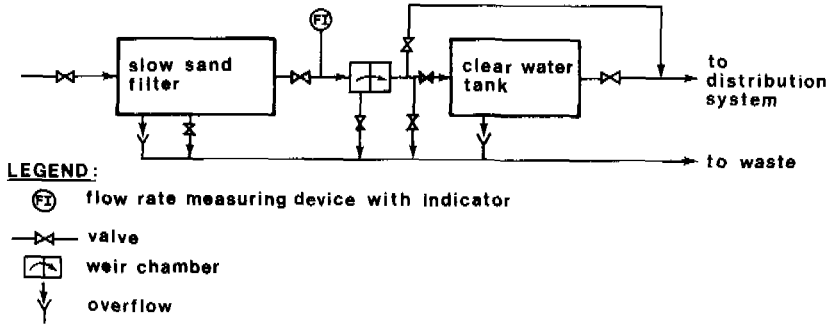 FI
slow sand
filter
clear water
tank
to
distribution
system
to waste
LEGEND:
FI flow rate measuring device with indicator
valve
weir chamber
overflow